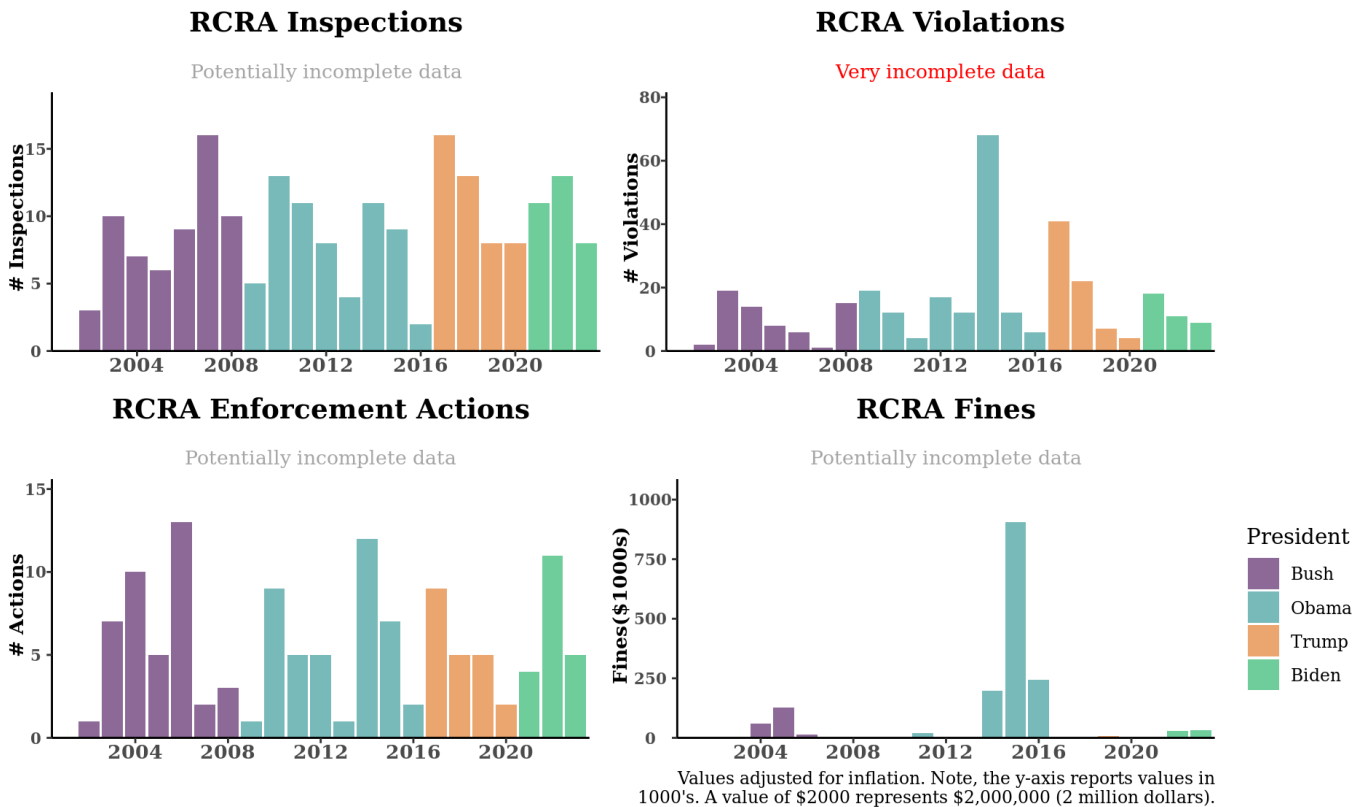 RCRA Inspections
Potentially incomplete data
# Inspections
15
10
5
0
2004 2008 2012 2016 2020
RCRA Violations
Very incomplete data
# Violations
80
60
40
20
0
2004 2008 2012 2016 2020
RCRA Enforcement Actions
Potentially incomplete data
# Actions
15
10
5
0
2004 2008 2012 2016 2020
RCRA Fines
Potentially incomplete data
Fines($1000s)
1000
750
500
250
0
2004 2008 2012 2016 2020
President
Bush
Obama
Trump
Biden
Values adjusted for inflation. Note, the y-axis reports values in
1000's. A value of $2000 represents $2,000,000 (2 million dollars).